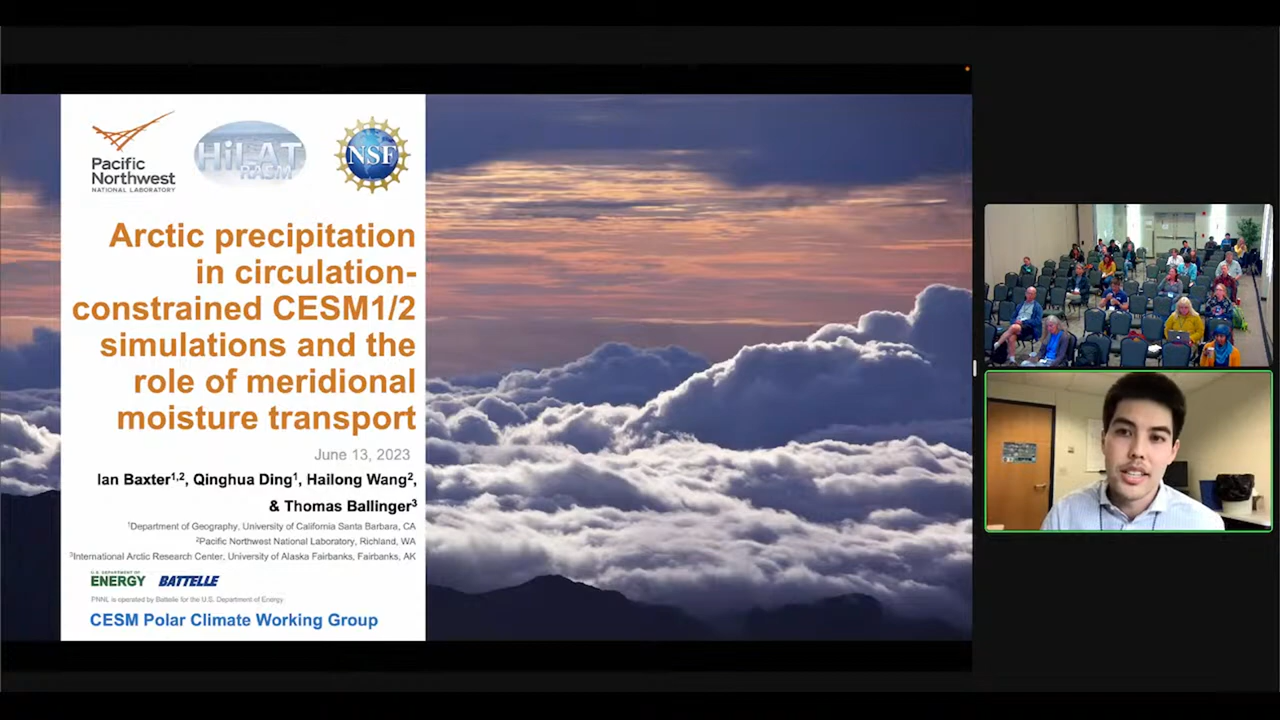 Pacific
Northwest
NATIONAL LABORATORY
HiLAT
RASM
NSF
Arctic precipitation
in circulation-
constrained CESM1/2
simulations and the
role of meridional
moisture transport
June 13, 2023
Ian Baxter1,2, Qinghua Ding1, Hailong Wang2,
& Thomas Ballinger3
1Department of Geography, University of California Santa Barbara, CA
2Pacific Northwest National Laboratory, Richland, WA
3International Arctic Research Center, University of Alaska Fairbanks, Fairbanks, AK
U.S. DEPARTMENT OF
ENERGY BATTELLE
PNNL is operated by Battelle for the U.S. Department of Energy
CESM Polar Climate Working Group